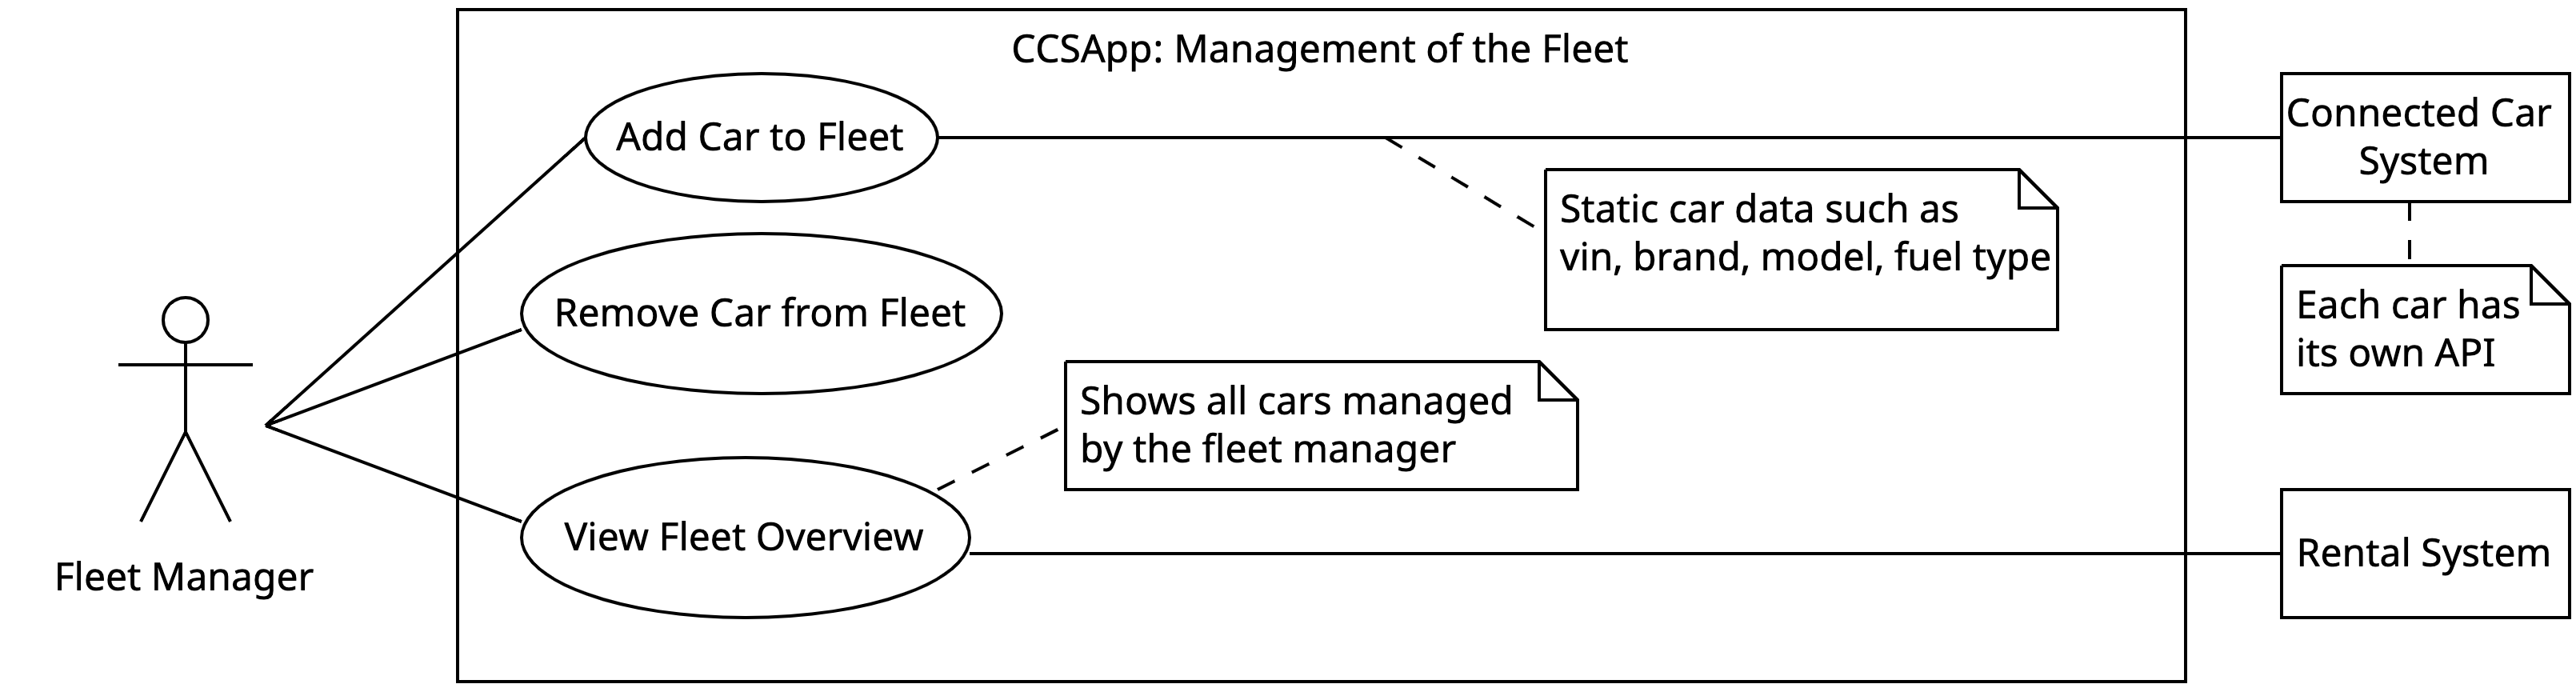 CCSApp: Management of the Fleet
Add Car to Fleet
Connected Car
System
Static car data such as
vin, brand, model, fuel type
Remove Car from Fleet
Each car has
its own API
Shows all cars managed
by the fleet manager
View Fleet Overview
Rental System
Fleet Manager